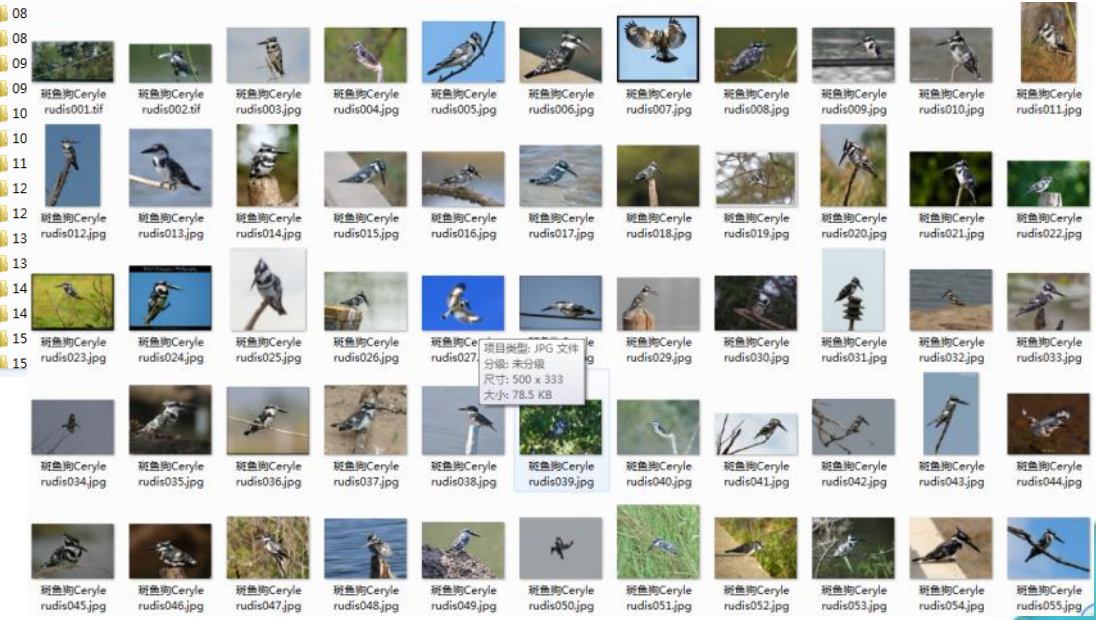 08
08
09
09
10
10
11
12
12
13
13
14
14
15
15
斑鱼狗Ceryle
rudis001.tif
斑鱼狗Ceryle
rudis002.tif
斑鱼狗Ceryle
rudis003.jpg
斑鱼狗Ceryle
rudis004.jpg
斑鱼狗Ceryle
rudis005.jpg
斑鱼狗Ceryle
rudis006.jpg
斑鱼狗Ceryle
rudis007.jpg
斑鱼狗Ceryle
rudis008.jpg
斑鱼狗Ceryle
rudis009.jpg
斑鱼狗Ceryle
rudis010.jpg
斑鱼狗Ceryle
rudis011.jpg
斑鱼狗Ceryle
rudis012.jpg
斑鱼狗Ceryle
rudis013.jpg
斑鱼狗Ceryle
rudis014.jpg
斑鱼狗Ceryle
rudis015.jpg
斑鱼狗Ceryle
rudis016.jpg
斑鱼狗Ceryle
rudis017.jpg
斑鱼狗Ceryle
rudis018.jpg
斑鱼狗Ceryle
rudis019.jpg
斑鱼狗Ceryle
rudis020.jpg
斑鱼狗Ceryle
rudis021.jpg
斑鱼狗Ceryle
rudis022.jpg
斑鱼狗Ceryle
rudis023.jpg
斑鱼狗Ceryle
rudis024.jpg
斑鱼狗Ceryle
rudis025.jpg
斑鱼狗Ceryle
rudis026.jpg
斑鱼狗Ce
rudis027.
项目类型: JPG 文件
分级: 未分级
尺寸: 500 x 333
大小: 78.5 KB
斑鱼狗Ceryle
rudis029.jpg
斑鱼狗Ceryle
rudis030.jpg
斑鱼狗Ceryle
rudis031.jpg
斑鱼狗Ceryle
rudis032.jpg
斑鱼狗Ceryle
rudis033.jpg
斑鱼狗Ceryle
rudis034.jpg
斑鱼狗Ceryle
rudis035.jpg
斑鱼狗Ceryle
rudis036.jpg
斑鱼狗Ceryle
rudis037.jpg
斑鱼狗Ceryle
rudis038.jpg
斑鱼狗Ceryle
rudis039.jpg
斑鱼狗Ceryle
rudis040.jpg
斑鱼狗Ceryle
rudis041.jpg
斑鱼狗Ceryle
rudis042.jpg
斑鱼狗Ceryle
rudis043.jpg
斑鱼狗Ceryle
rudis044.jpg
斑鱼狗Ceryle
rudis045.jpg
斑鱼狗Ceryle
rudis046.jpg
斑鱼狗Ceryle
rudis047.jpg
斑鱼狗Ceryle
rudis048.jpg
斑鱼狗Ceryle
rudis049.jpg
斑鱼狗Ceryle
rudis050.jpg
斑鱼狗Ceryle
rudis051.jpg
斑鱼狗Ceryle
rudis052.jpg
斑鱼狗Ceryle
rudis053.jpg
斑鱼狗Ceryle
rudis054.jpg
斑鱼狗Ceryle
rudis055.jpg